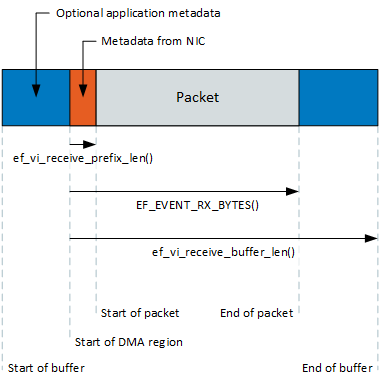 Optional application metadata
Metadata from NIC
Packet
ef_vi_receive_prefix_len()
EF_EVENT_RX_BYTES()
ef_vi_receive_buffer_len()
Start of packet
End of packet
Start of DMA region
Start of buffer
End of buffer